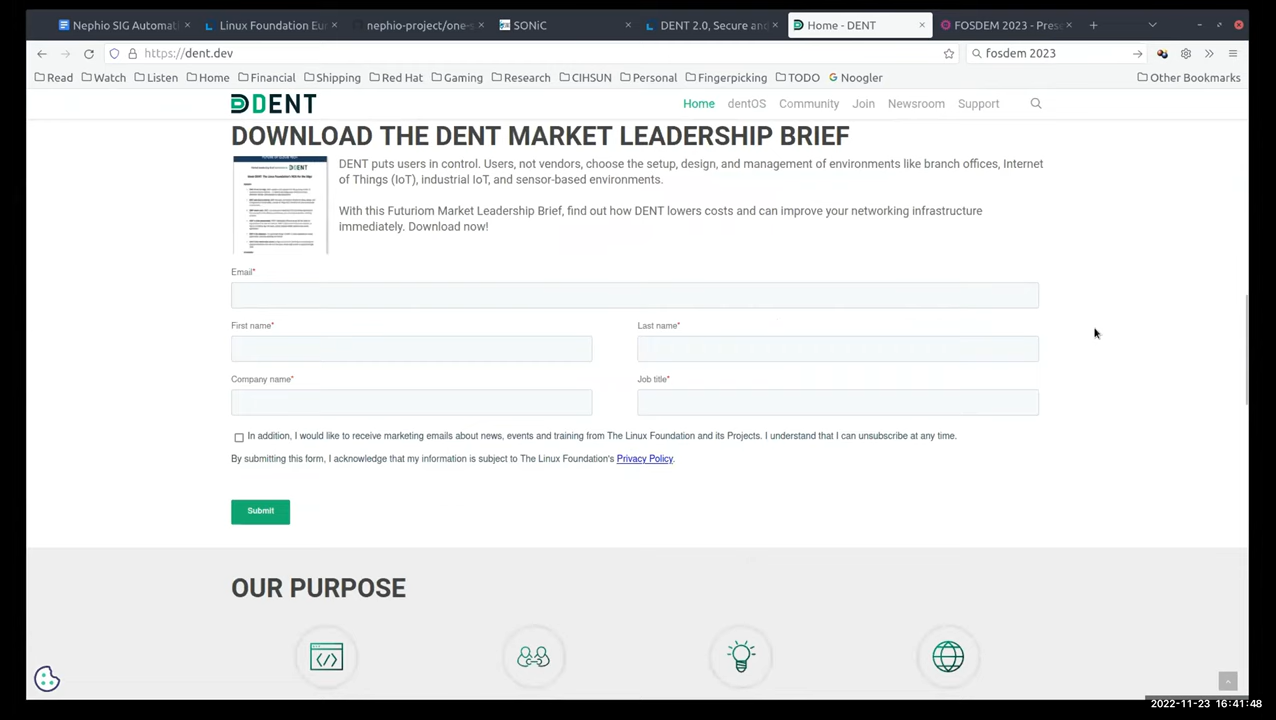 Nephio SIG Automat
Linux Foundation Eu
nephio-project/one-s
SONiC
DENT 2.0, Secure an
Home - DENT
FOSDEM 2023 - Pres
https://dent.dev
fosdem 2023
Read
Watch
Listen
Home
Financial
Shipping
Red Hat
Gaming
Research
CIHSUN
Personal
Fingerpicking
TODO
Noogler
Other Bookmarks
DENT
Home
dentOS
Community
Join
Newsroom
Support
DOWNLOAD THE DENT MARKET LEADERSHIP BRIEF
DENT puts users in control. Users, not vendors, choose the setup, design, and management of environments like branch offices, Internet
of Things (IoT), industrial IoT, and sensor-based environments.
With this Futuriom Market Leadership Brief, find out how DENT can improve your networking infrastructure
immediately. Download now!
Email*
First name*
Last name*
Company name*
Job title*
In addition, I would like to receive marketing emails about news, events and training from The Linux Foundation and its Projects. I understand that I can unsubscribe at any time.
By submitting this form, I acknowledge that my information is subject to The Linux Foundation's Privacy Policy.
Submit
OUR PURPOSE
2022-11-23 16:41:48